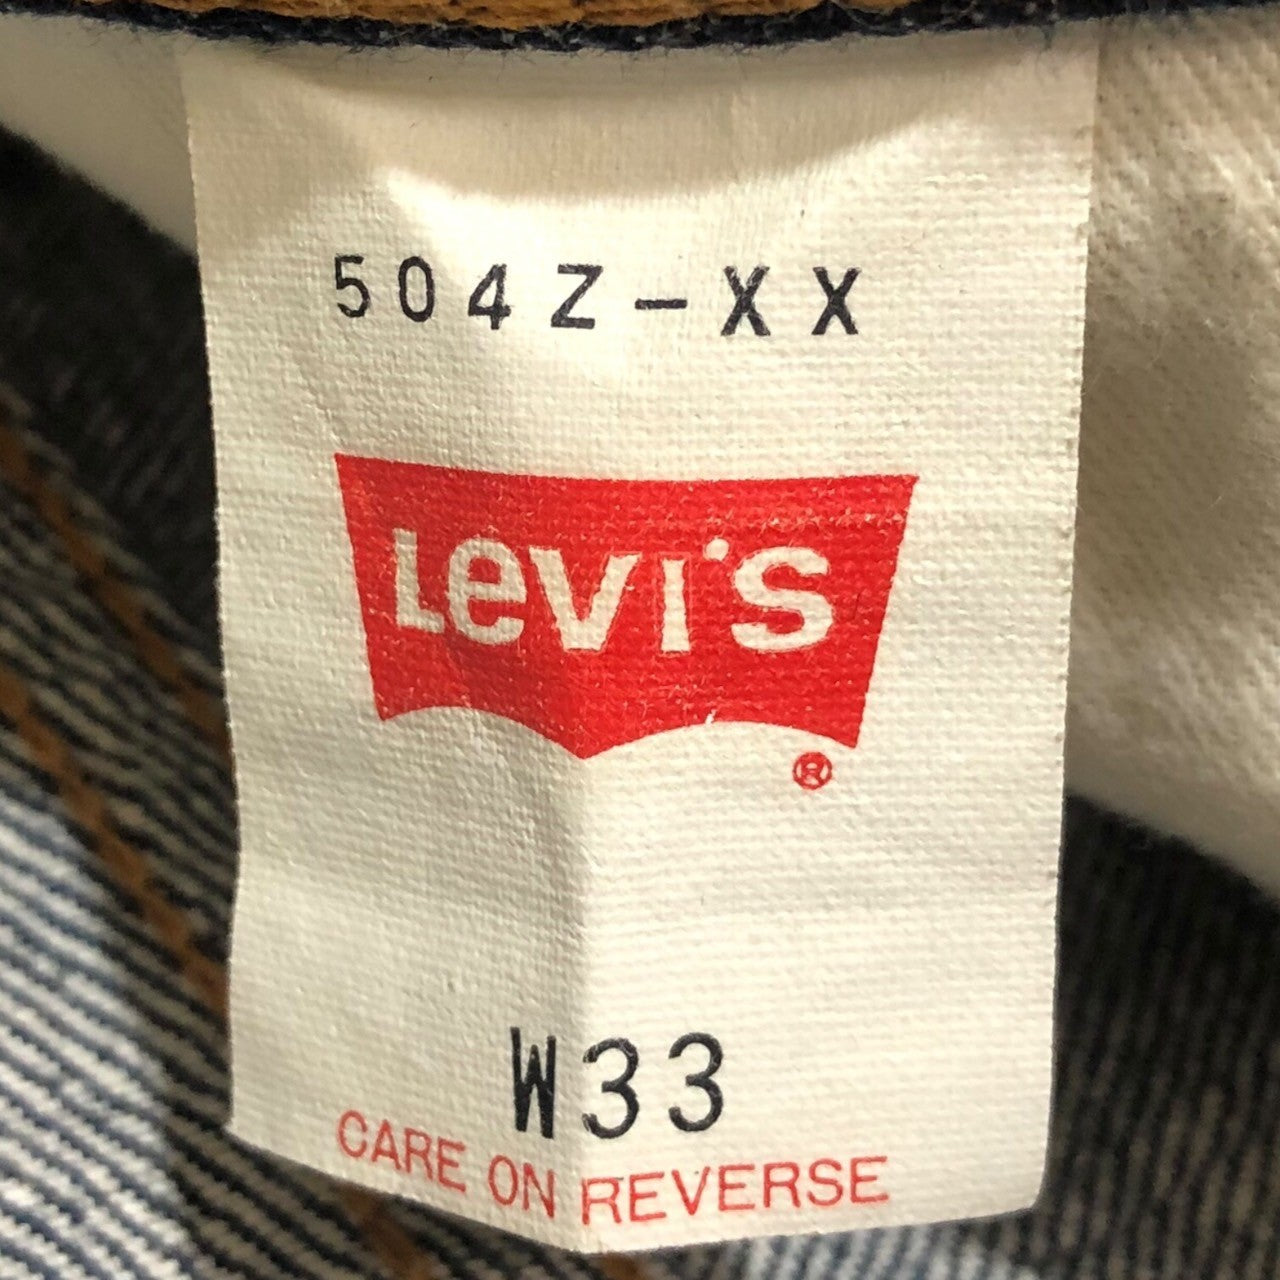 504Z-XX
Levi's
®
W33
CARE ON REVERSE